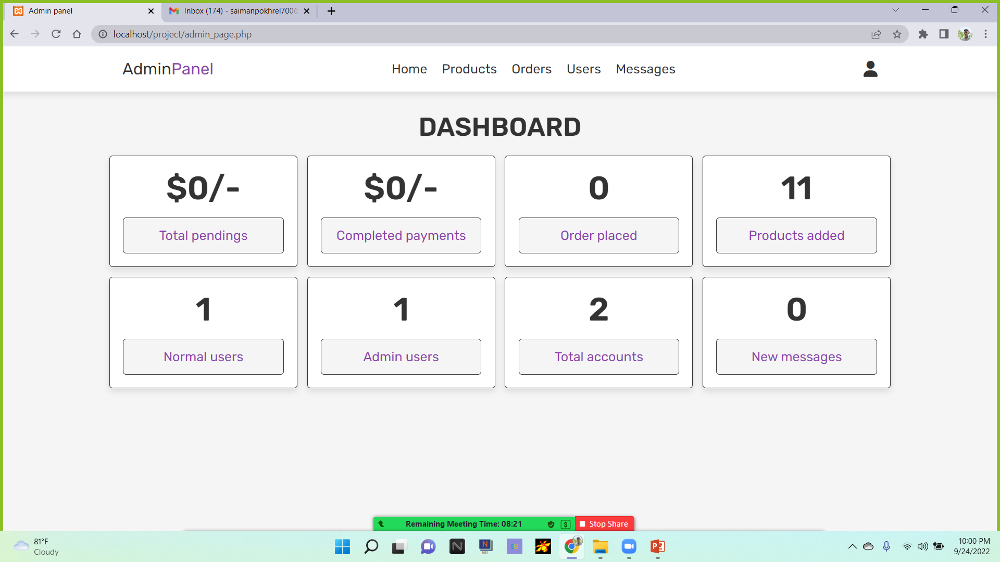 Admin panel
Inbox (174) - saimanpokhrel700@
localhost/project/admin_page.php
AdminPanel
Home Products Orders Users Messages
DASHBOARD
$0/- $0/- 0 11
Total pendings Completed payments Order placed Products added
1 1 2 0
Normal users Admin users Total accounts New messages
Remaining Meeting Time: 08:21 Stop Share
81°F
Cloudy
10:00 PM
9/24/2022